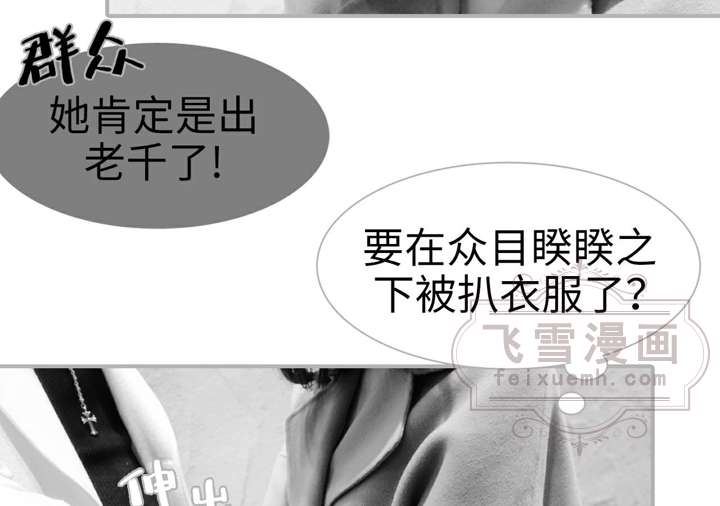 群众
她肯定是出
老千了!
要在众目睽睽之
下被扒衣服了?
飞雪漫画
feixuemh.com
伸出